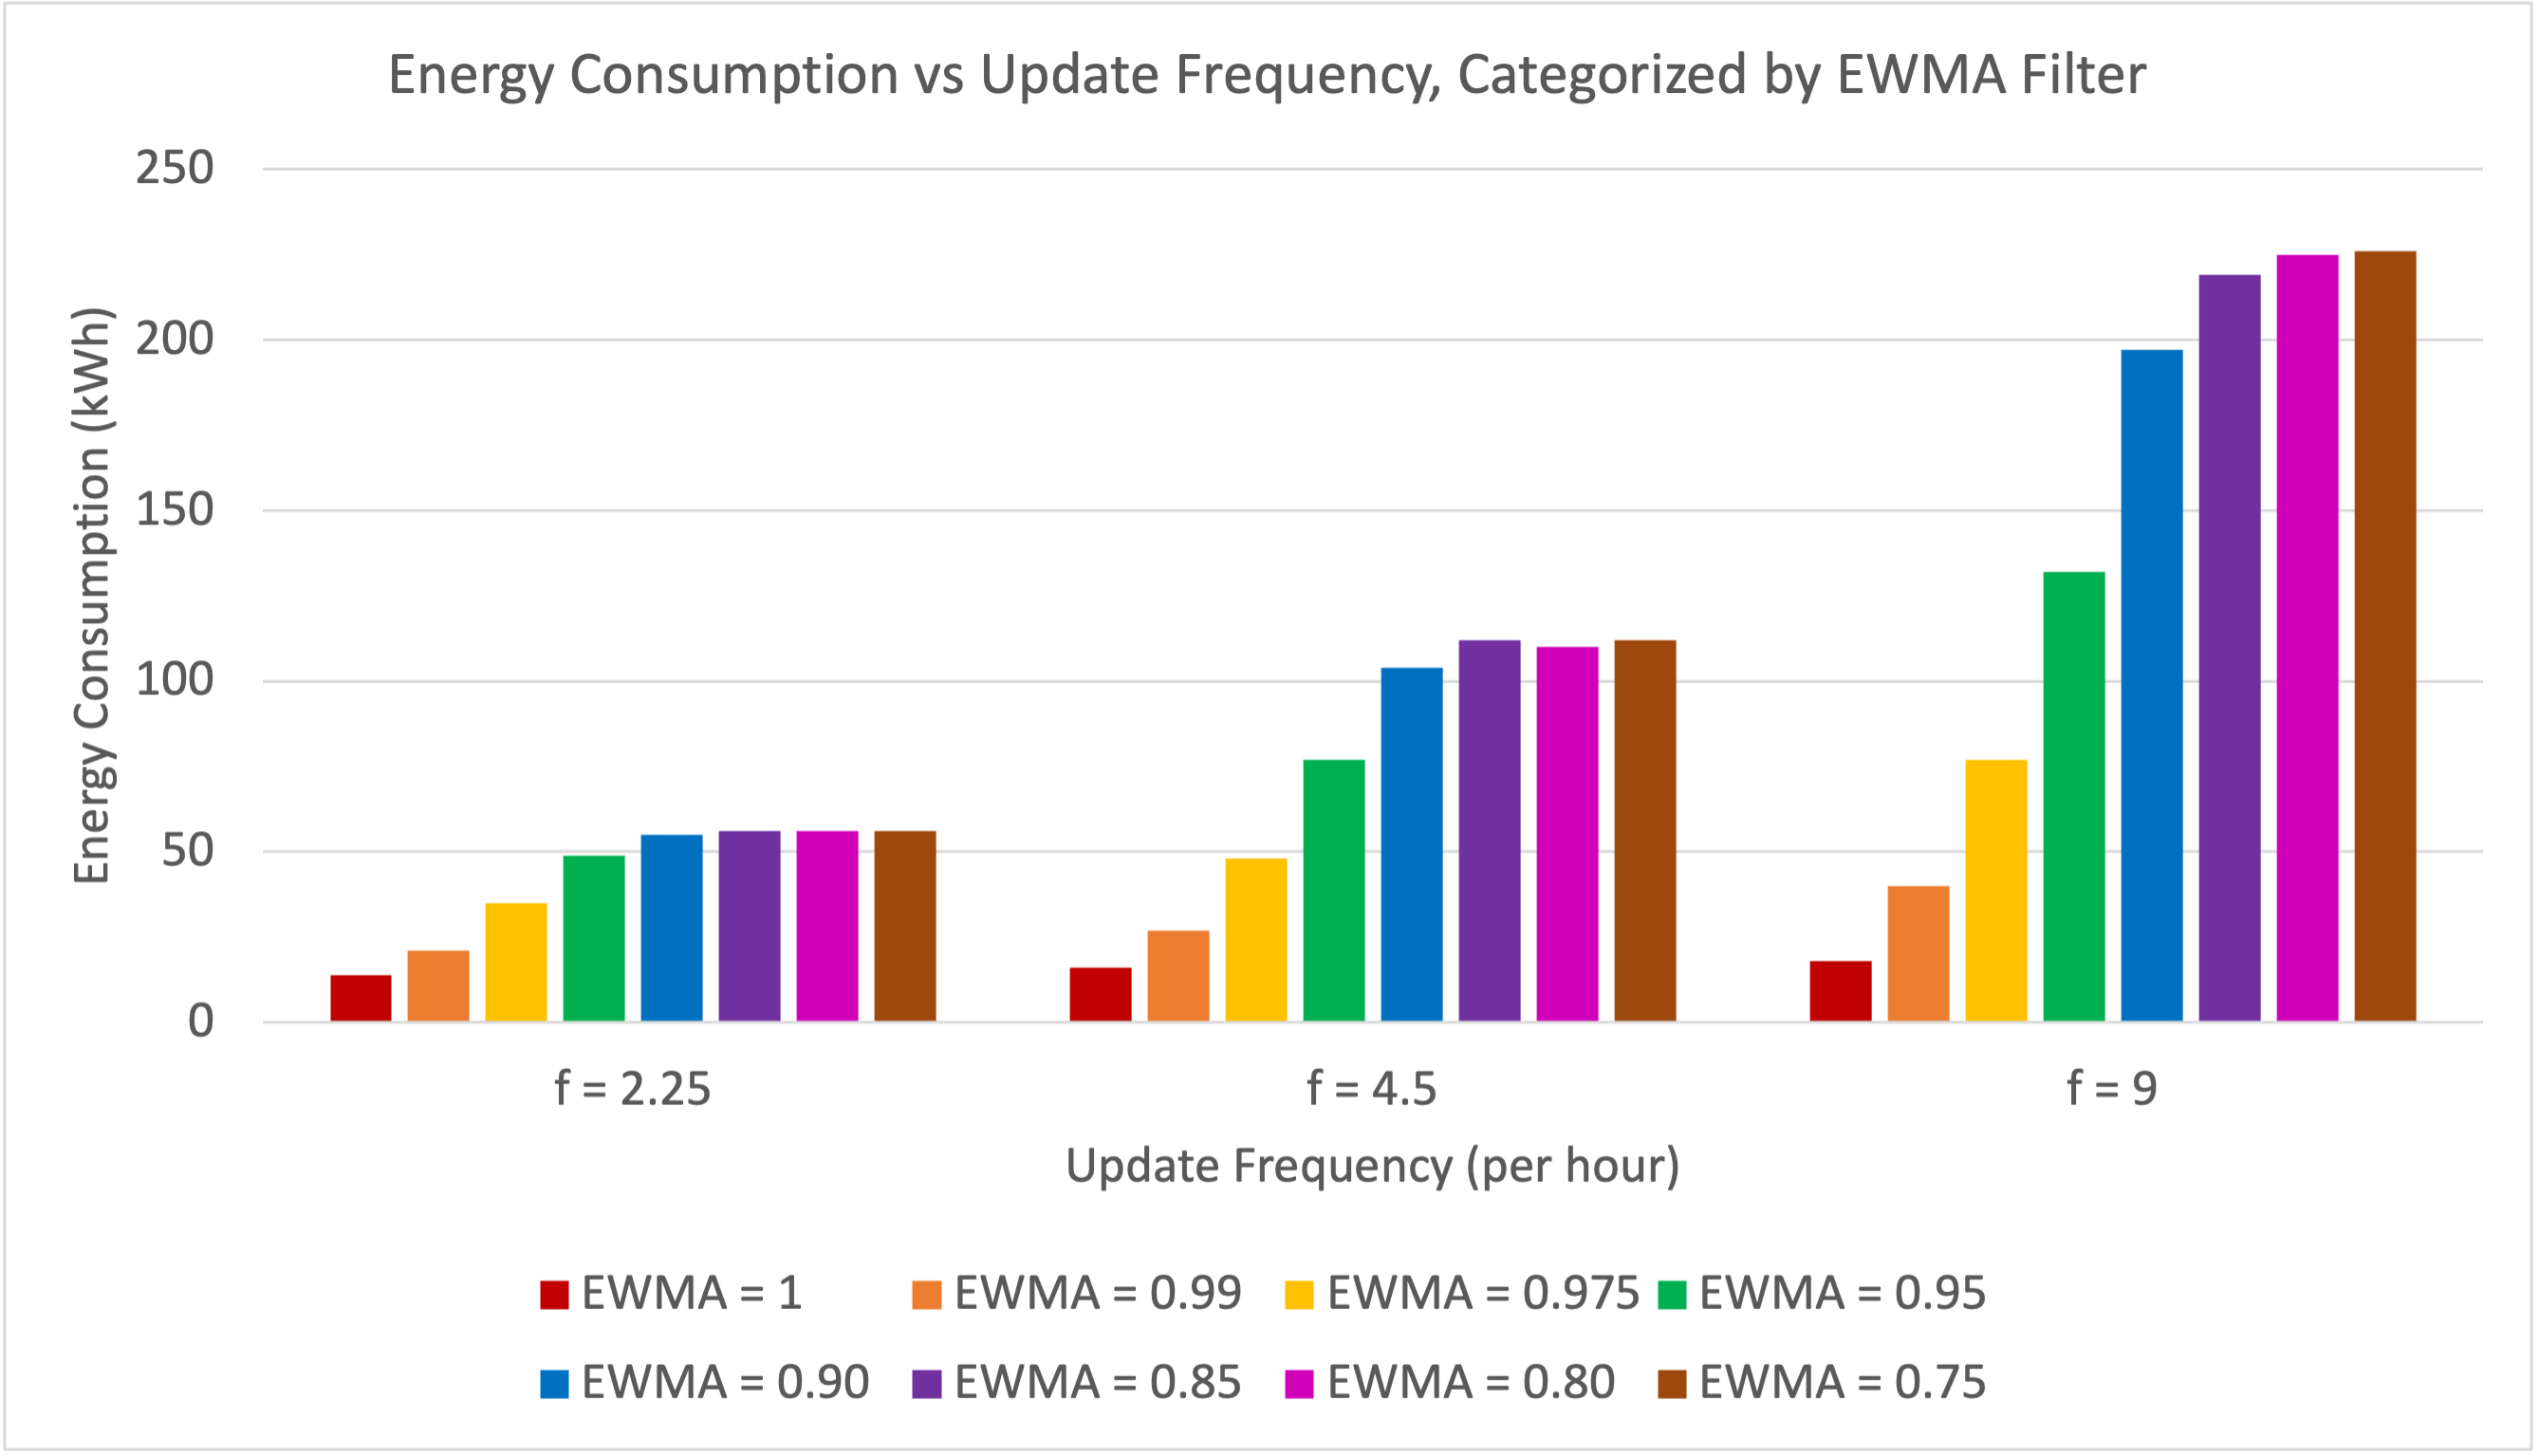 Energy Consumption vs Update Frequency, Categorized by EWMA Filter
Energy Consumption (kWh)
250
200
150
100
50
0
f = 2.25
f = 4.5
f = 9
Update Frequency (per hour)
EWMA = 1
EWMA = 0.99
EWMA = 0.975
EWMA = 0.95
EWMA = 0.90
EWMA = 0.85
EWMA = 0.80
EWMA = 0.75